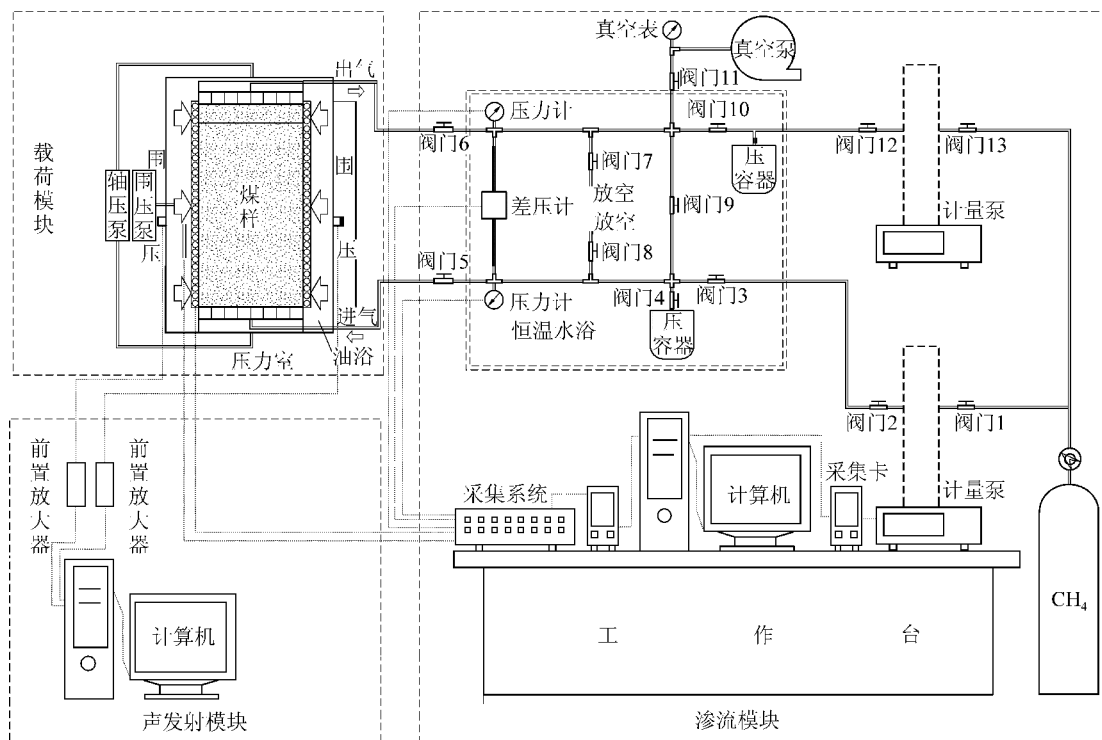 真空表
真空泵
阀门11
出气
压力计
阀门10
阀门6
阀门12
阀门13
阀门7
压
容器
载荷模块
围
围
轴压泵
围压泵
煤样
放空
差压计
放空
阀门9
计量泵
压
压
阀门5
阀门8
进气
压力计
阀门4
阀门3
恒温水浴
压
容器
压力室
油浴
阀门2
阀门1
前置放大器
前置放大器
采集系统
计算机
采集卡
计量泵
CH₄
计算机
工作台
声发射模块
渗流模块